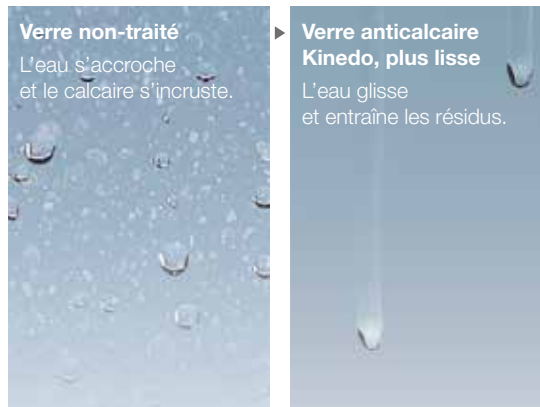 Verre non-traité
L'eau s'accroche
et le calcaire s'incruste.
Verre anticalcaire
Kinedo, plus lisse
L'eau glisse
et entraîne les résidus.